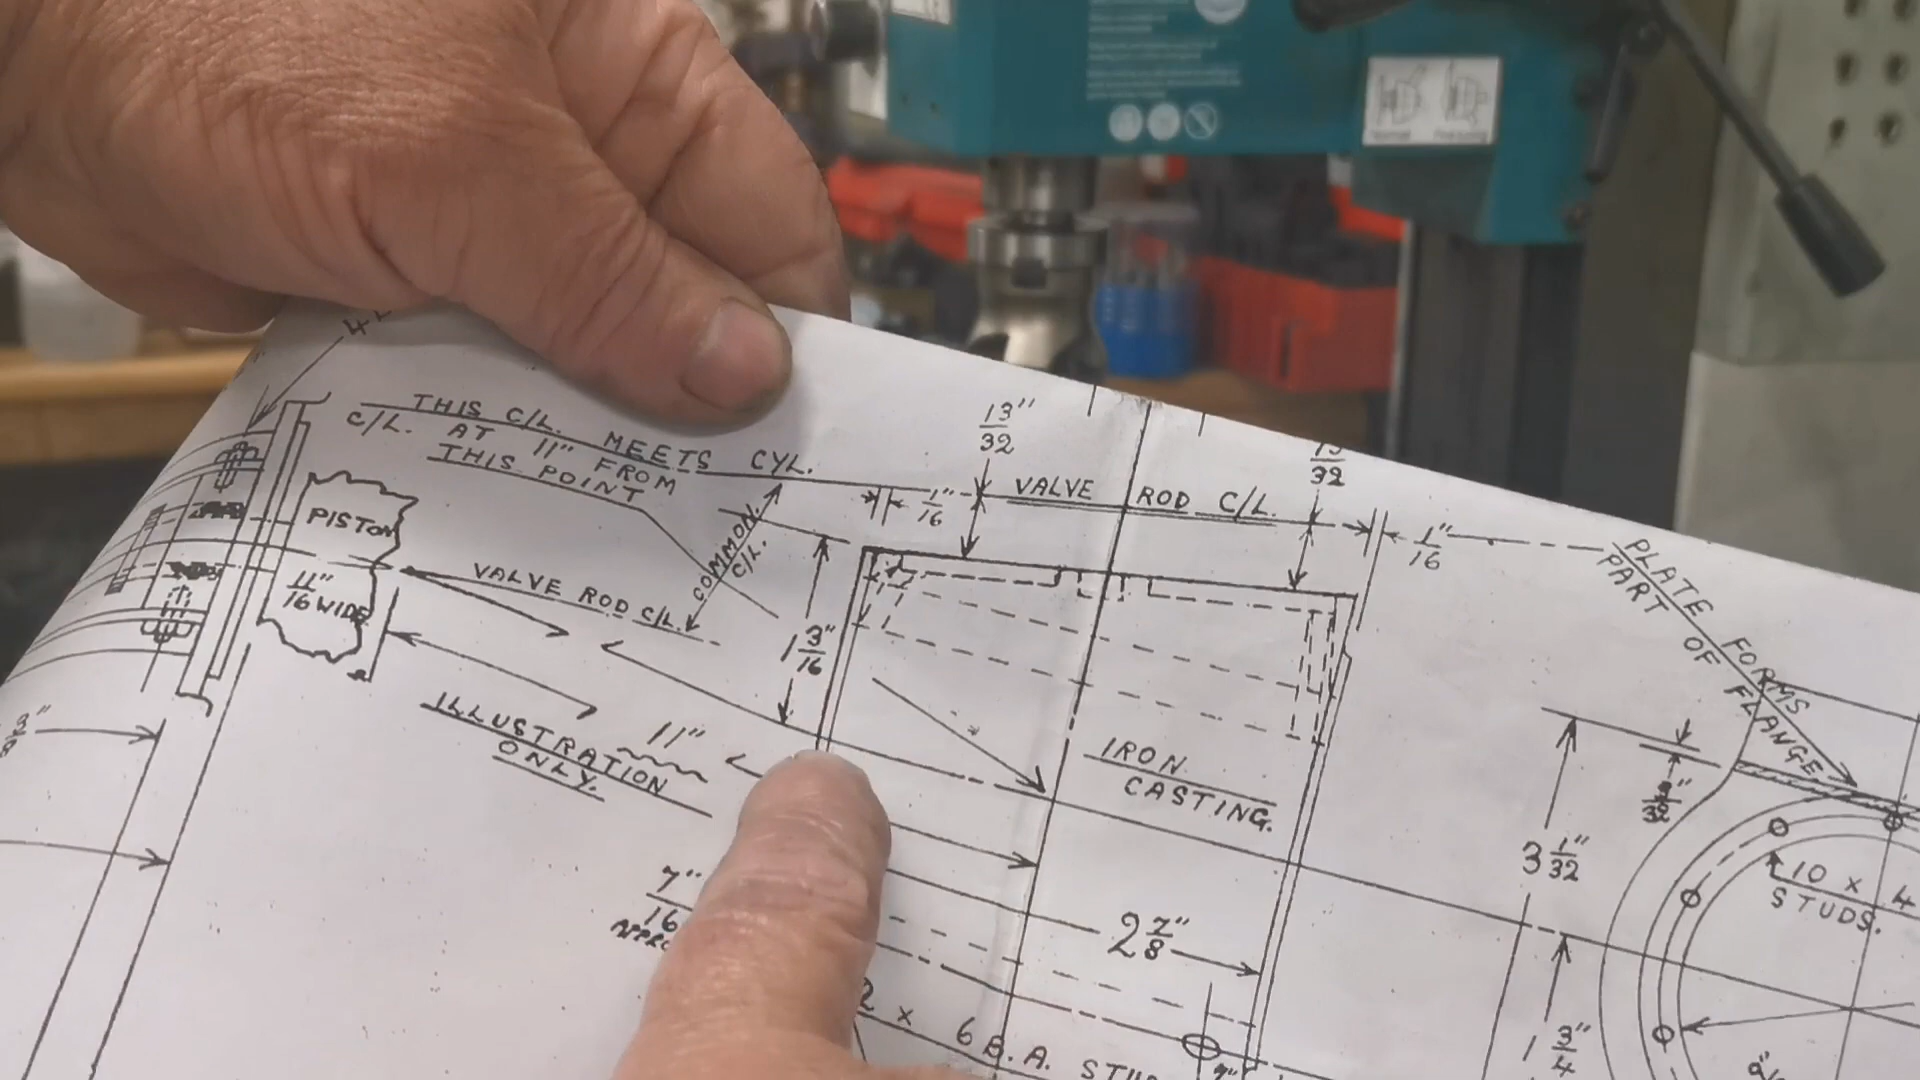 THIS C/L. MEETS CYL.
C/L. AT 11" FROM
THIS POINT
13"
32
VALVE ROD C/L.
32
1"
16
1"
16
PISTON
11"
16 WIDE
VALVE ROD C/L.
COMMON.
C/L.
1 3"
16
PLATE FORMS
PART OF FLANGE
ILLUSTRATION
ONLY.
11"
IRON
CASTING.
7"
16
2 7"
8
3 1"
32
32
10 x 4
STUDS.
1 3"
4
2 x 6 B.A.